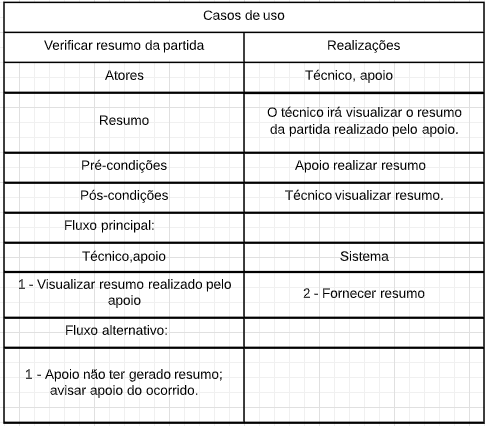 Casos de uso
Verificar resumo da partida
Realizações
Atores
Técnico, apoio
Resumo
O técnico irá visualizar o resumo
da partida realizado pelo apoio.
Pré-condições
Apoio realizar resumo
Pós-condições
Técnico visualizar resumo.
Fluxo principal:
Técnico,apoio
Sistema
1 - Visualizar resumo realizado pelo
apoio
2 - Fornecer resumo
Fluxo alternativo:
1 - Apoio não ter gerado resumo;
avisar apoio do ocorrido.